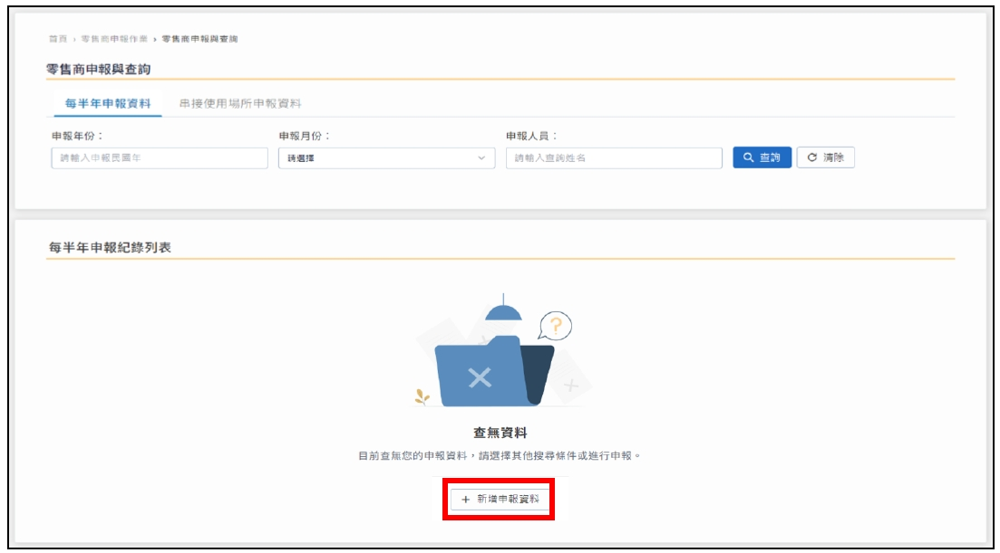 首頁 › 零售商申報作業 › 零售商申報與查詢
零售商申報與查詢
每半年申報資料 串接使用場所申報資料
申報年份： 申報月份： 申報人員：
請輸入申報民國年 請選擇 請輸入查詢姓名 查詢 清除
每半年申報紀錄列表
?
查無資料
目前查無您的申報資料，請選擇其他搜尋條件或進行申報。
+ 新增申報資料